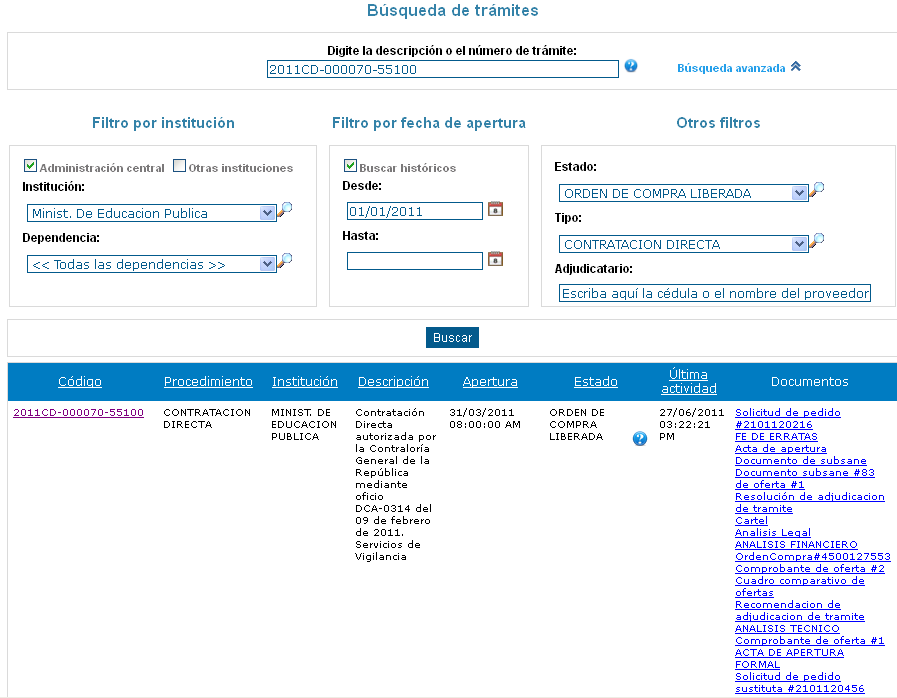 Búsqueda de trámites
Digite la descripción o el número de trámite:
2011CD-000070-55100
Búsqueda avanzada
Filtro por institución
Filtro por fecha de apertura
Otros filtros
Administración central
Otras instituciones
Institución:
Minist. De Educacion Publica
Dependencia:
<< Todas las dependencias >>
Buscar históricos
Desde:
01/01/2011
Hasta:
Estado:
ORDEN DE COMPRA LIBERADA
Tipo:
CONTRATACION DIRECTA
Adjudicatario:
Escriba aquí la cédula o el nombre del proveedor
Buscar
Código
Procedimiento
Institución
Descripción
Apertura
Estado
Última
actividad
Documentos
2011CD-000070-55100
CONTRATACION
DIRECTA
MINIST. DE
EDUCACION
PUBLICA
Contratación
Directa
autorizada por
la Contraloría
General de la
República
mediante
oficio
DCA-0314 del
09 de febrero
de 2011.
Servicios de
Vigilancia
31/03/2011
08:00:00 AM
ORDEN DE
COMPRA
LIBERADA
27/06/2011
03:22:21
PM
Solicitud de pedido
#2101120216
FE DE ERRATAS
Acta de apertura
Documento de subsane
Documento subsane #83
de oferta #1
Resolución de adjudicacion
de tramite
Cartel
Analisis Legal
ANALISIS FINANCIERO
OrdenCompra#4500127553
Comprobante de oferta #2
Cuadro comparativo de
ofertas
Recomendacion de
adjudicacion de tramite
ANALISIS TECNICO
Comprobante de oferta #1
ACTA DE APERTURA
FORMAL
Solicitud de pedido
sustituta #2101120456